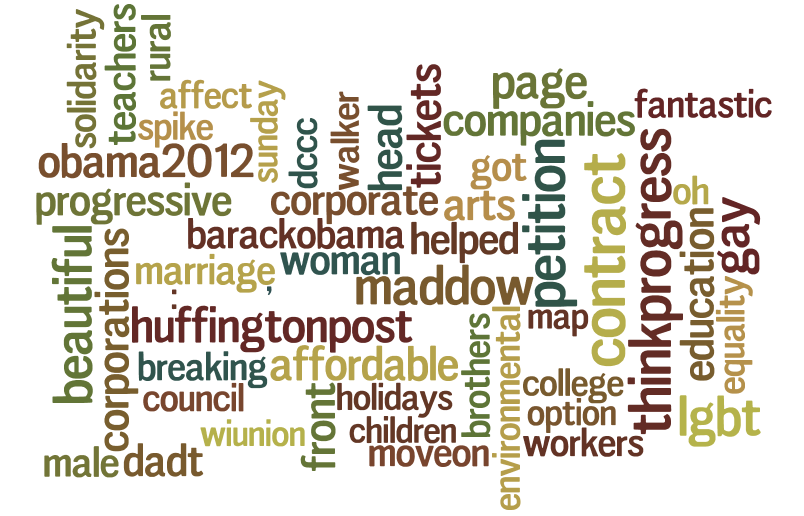 solidarity
teachers
rural
affect
spike
sunday
obama2012
dccc
walker
head
tickets
page
companies
fantastic
progressive
corporate
arts
got
petition
contract
thinkprogress
oh
gay
barackobama
helped
education
equality
beautiful
corporations
marriage
woman
maddow
:
,
huffingtonpost
map
breaking
affordable
brothers
environmental
council
front
holidays
college
option
lgbt
wiunion
children
workers
male
dadt
moveon